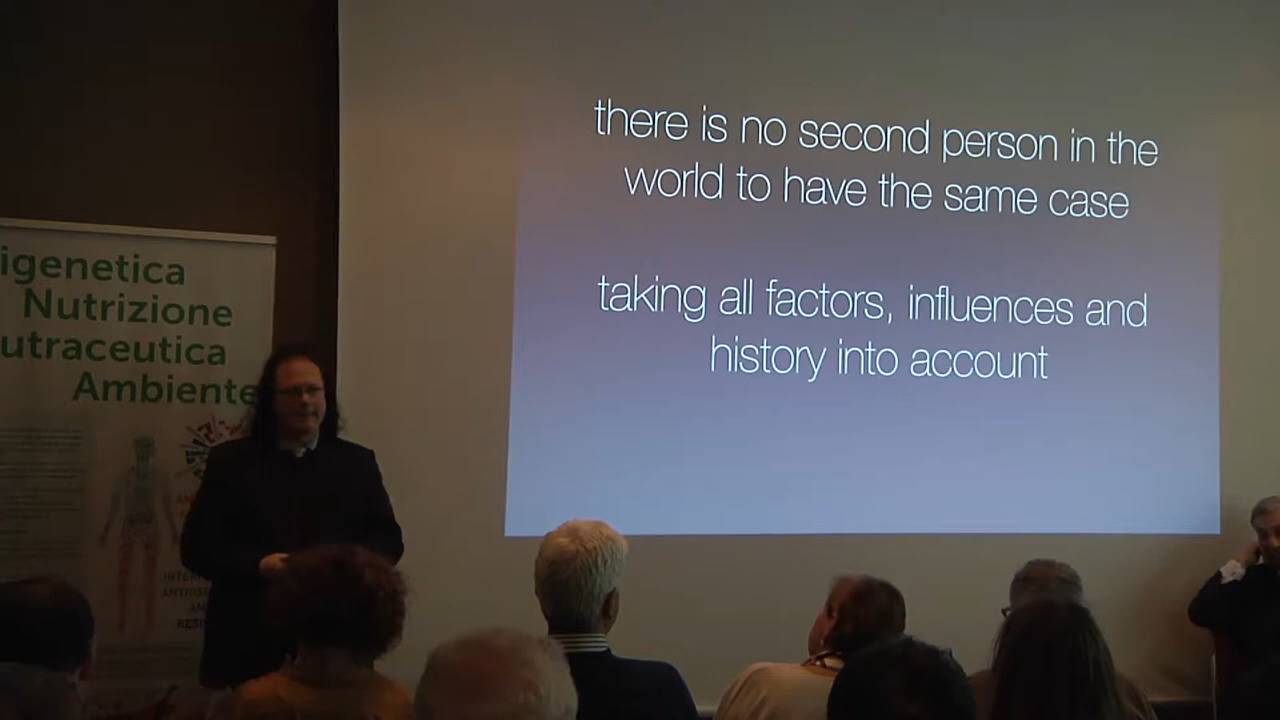 there is no second person in the
world to have the same case
taking all factors, influences and
history into account
igenetica
Nutrizione
utraceutica
Ambiente